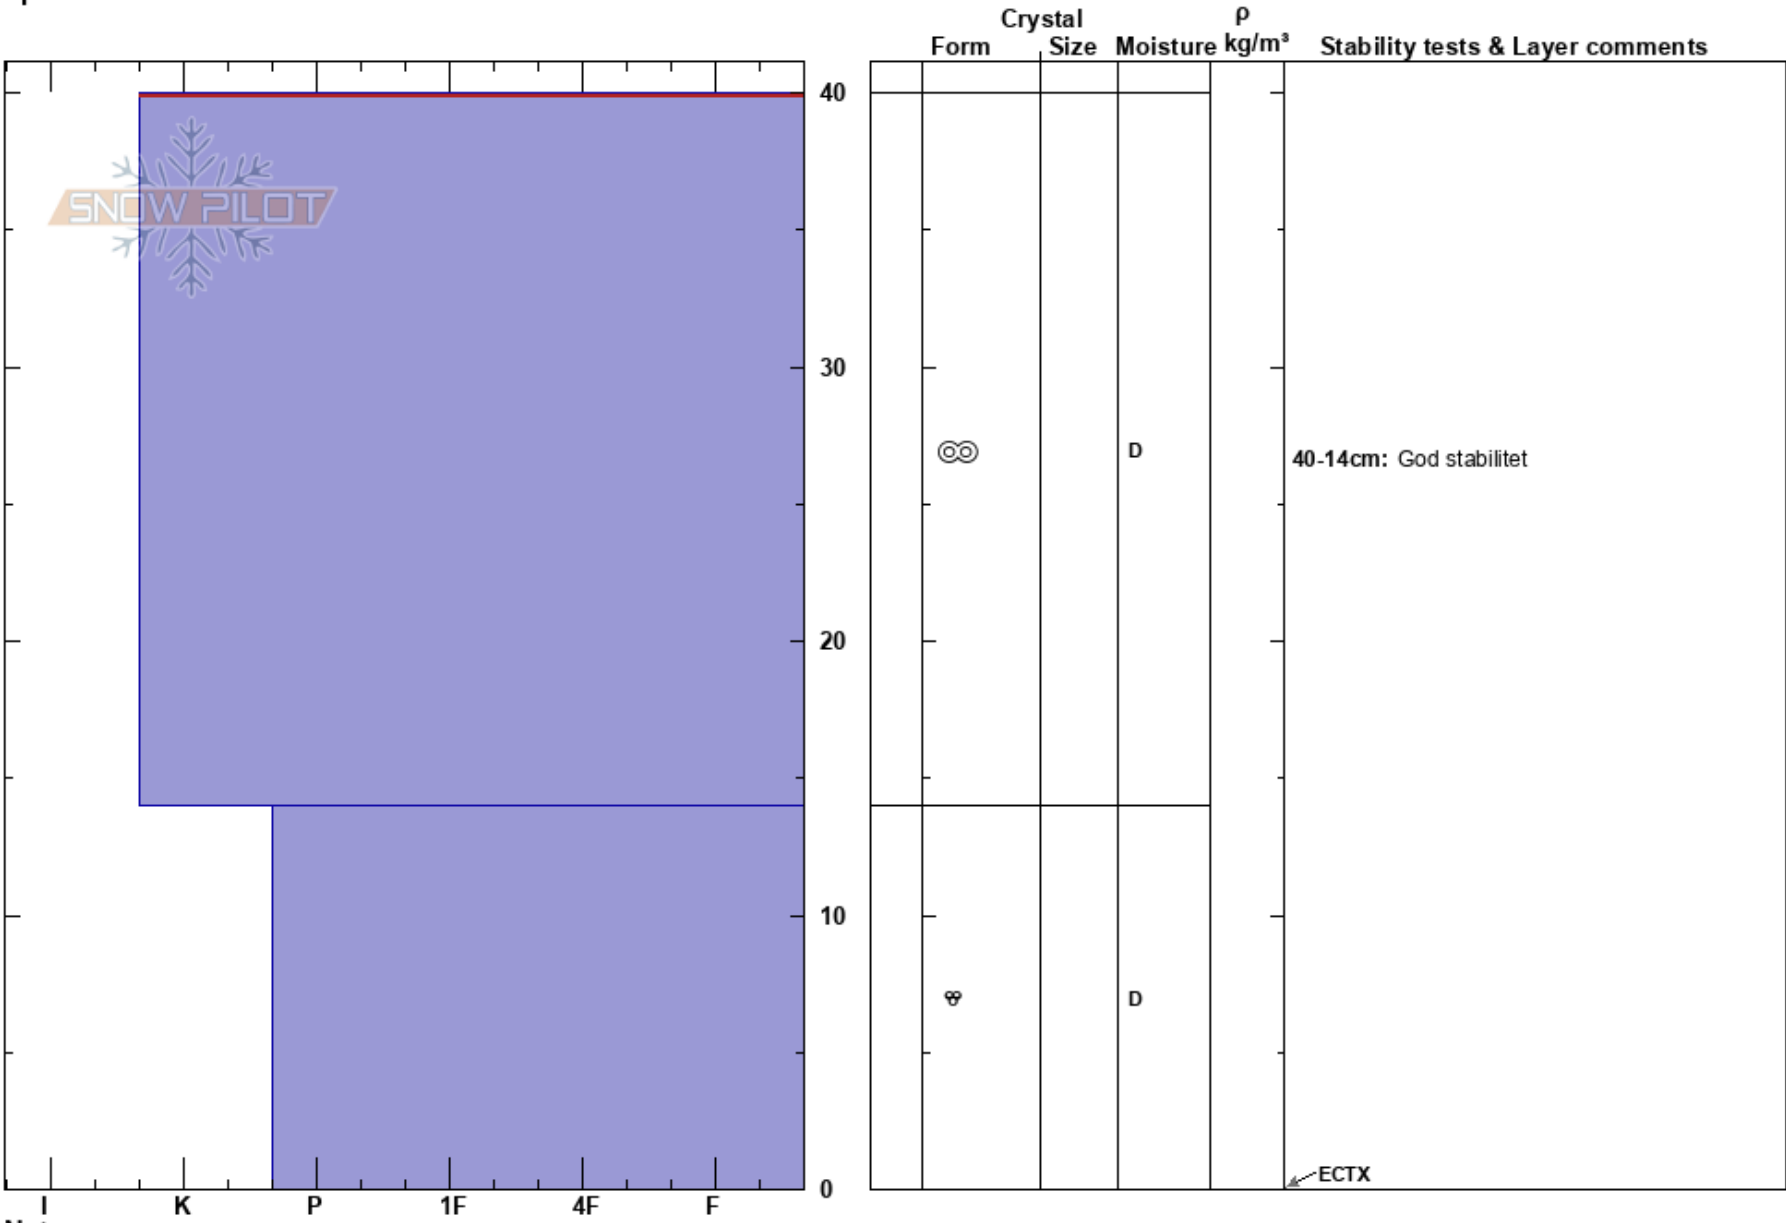 Crystal
ρ
Form Size Moisture kg/m³ Stability tests & Layer comments
40
SNOW PILOT
30
D
40-14cm: God stabilitet
20
10
D
ECTX
0
I K P 1F 4F F